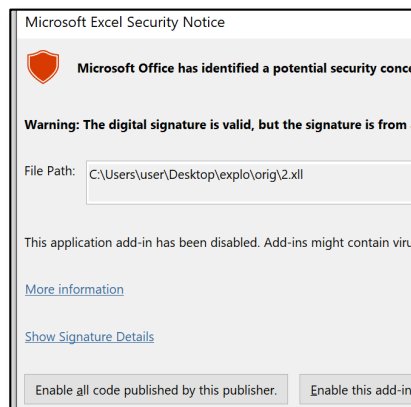 Microsoft Excel Security Notice
Microsoft Office has identified a potential security
Warning: The digital signature is valid, but the signature is from
File Path: C:\Users\user\Desktop\explo\orig\2.xll
This application add-in has been disabled. Add-ins might contain
More information
Show Signature Details
Enable all code published by this publisher. Enable this add-in